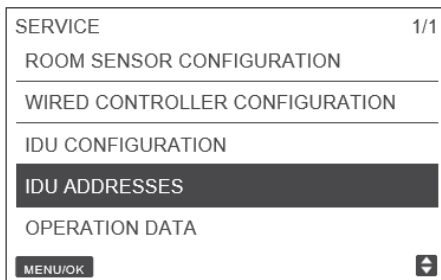 SERVICE 1/1
ROOM SENSOR CONFIGURATION
WIRED CONTROLLER CONFIGURATION
IDU CONFIGURATION
IDU ADDRESSES
OPERATION DATA
MENU/OK